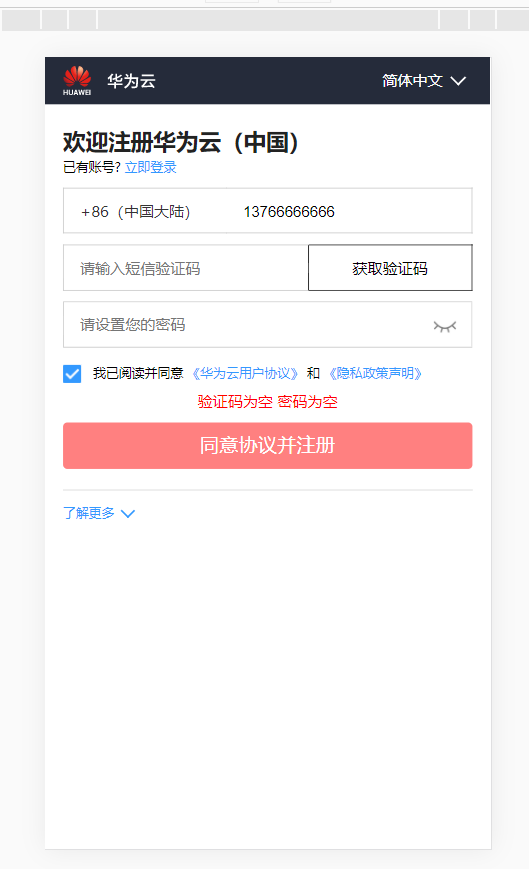 HUAWEI 华为云 简体中文
欢迎注册华为云（中国）
已有账号? 立即登录
+86（中国大陆） 13766666666
请输入短信验证码 获取验证码
请设置您的密码
我已阅读并同意 《华为云用户协议》 和 《隐私政策声明》
验证码为空 密码为空
同意协议并注册
了解更多